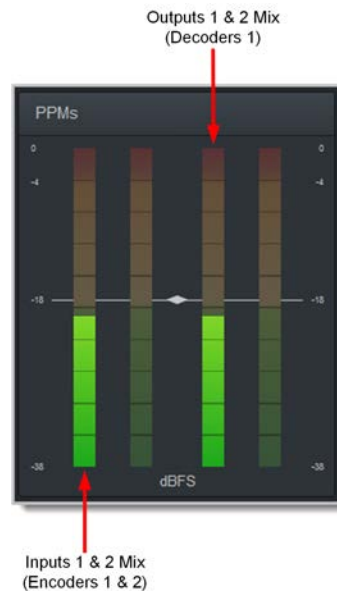 Outputs 1 & 2 Mix
(Decoders 1)
PPMs
0 0
-4 -4
-18 -18
-38 -38
dBFS
Inputs 1 & 2 Mix
(Encoders 1 & 2)